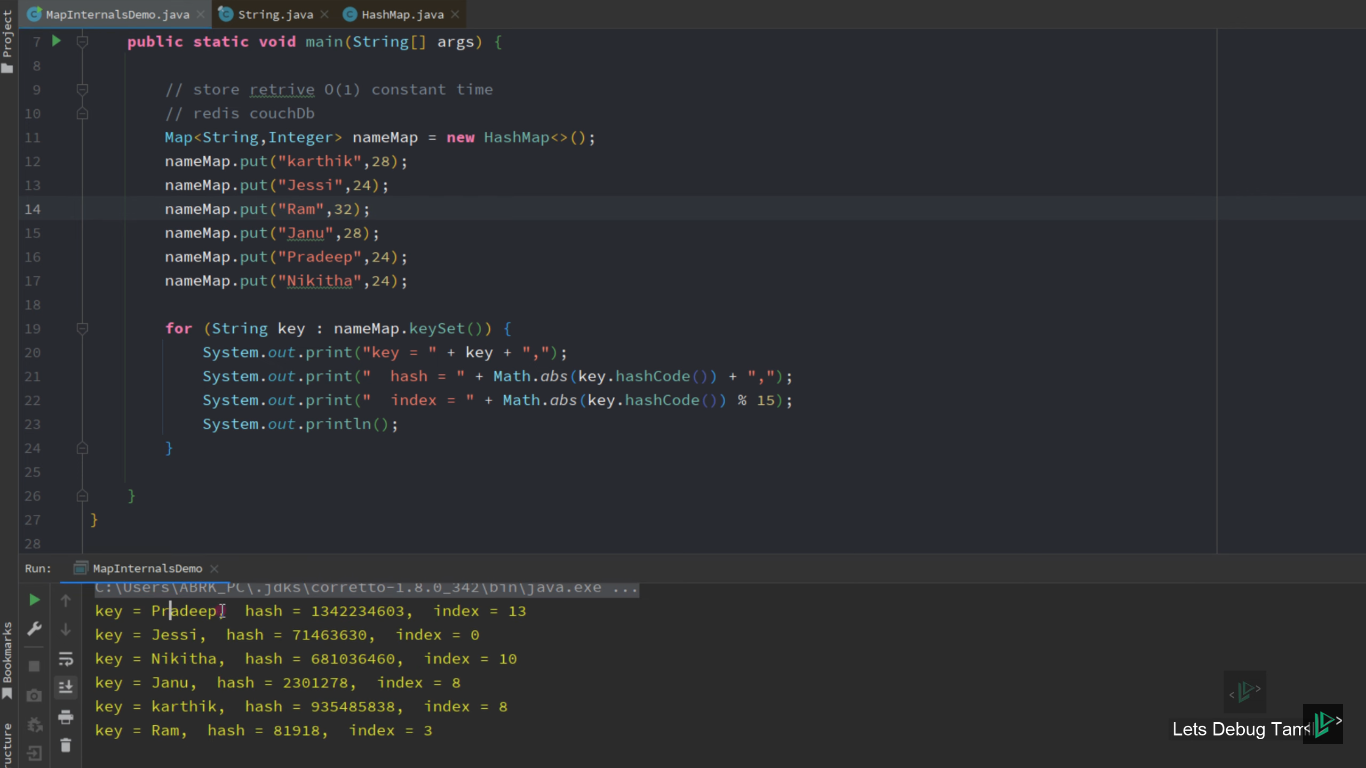 Project
MapInternalsDemo.java
String.java
HashMap.java
7 public static void main(String[] args) {
8
9 // store retrive O(1) constant time
10 // redis couchDb
11 Map<String,Integer> nameMap = new HashMap<>();
12 nameMap.put("karthik",28);
13 nameMap.put("Jessi",24);
14 nameMap.put("Ram",32);
15 nameMap.put("Janu",28);
16 nameMap.put("Pradeep",24);
17 nameMap.put("Nikitha",24);
18
19 for (String key : nameMap.keySet()) {
20 System.out.print("key = " + key + ",");
21 System.out.print("  hash = " + Math.abs(key.hashCode()) + ",");
22 System.out.print("  index = " + Math.abs(key.hashCode()) % 15);
23 System.out.println();
24 }
25
26 }
27 }
28
Run: MapInternalsDemo
C:\Users\ABRK_PC\.jdks\corretto-1.8.0_342\bin\java.exe ...
key = Pradeep, hash = 1342234603, index = 13
key = Jessi, hash = 71463630, index = 0
key = Nikitha, hash = 681036460, index = 10
key = Janu, hash = 2301278, index = 8
key = karthik, hash = 935485838, index = 8
key = Ram, hash = 81918, index = 3
Bookmarks
ructure
Lets Debug Tam